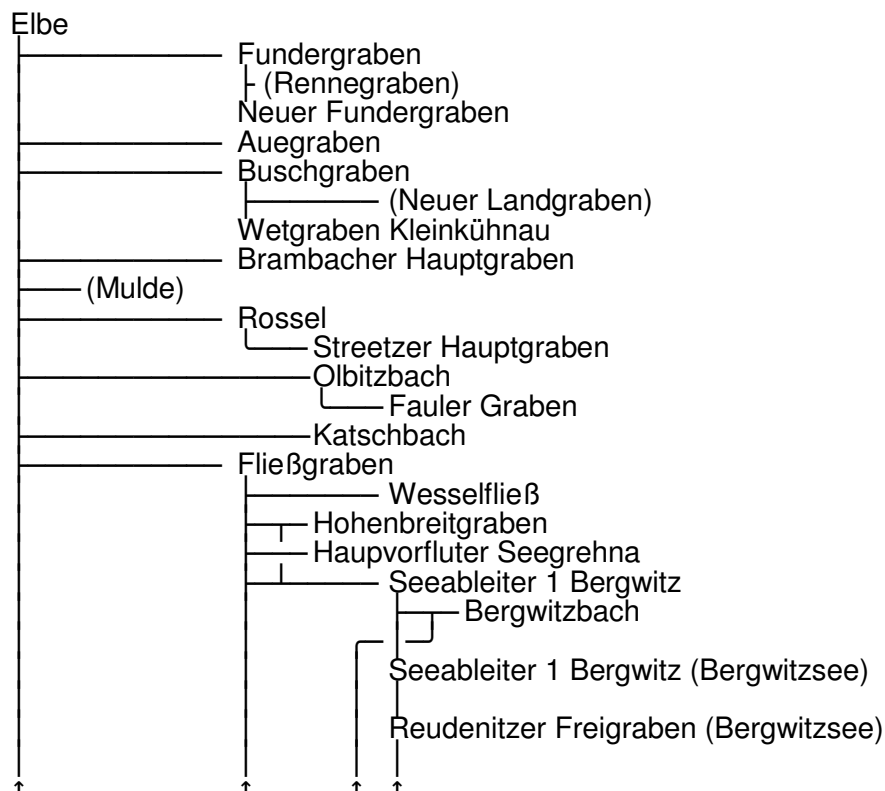 Elbe
Fundergraben
(Rennegraben)
Neuer Fundergraben
Auegraben
Buschgraben
(Neuer Landgraben)
Wetgraben Kleinkühnau
Brambacher Hauptgraben
(Mulde)
Rossel
Streetzer Hauptgraben
Olbitzbach
Fauler Graben
Katschbach
Fließgraben
Wesselfließ
Hohenbreitgraben
Haupvorfluter Seegrehna
Seeableiter 1 Bergwitz
Bergwitzbach
Seeableiter 1 Bergwitz (Bergwitzsee)
Reudenitzer Freigraben (Bergwitzsee)